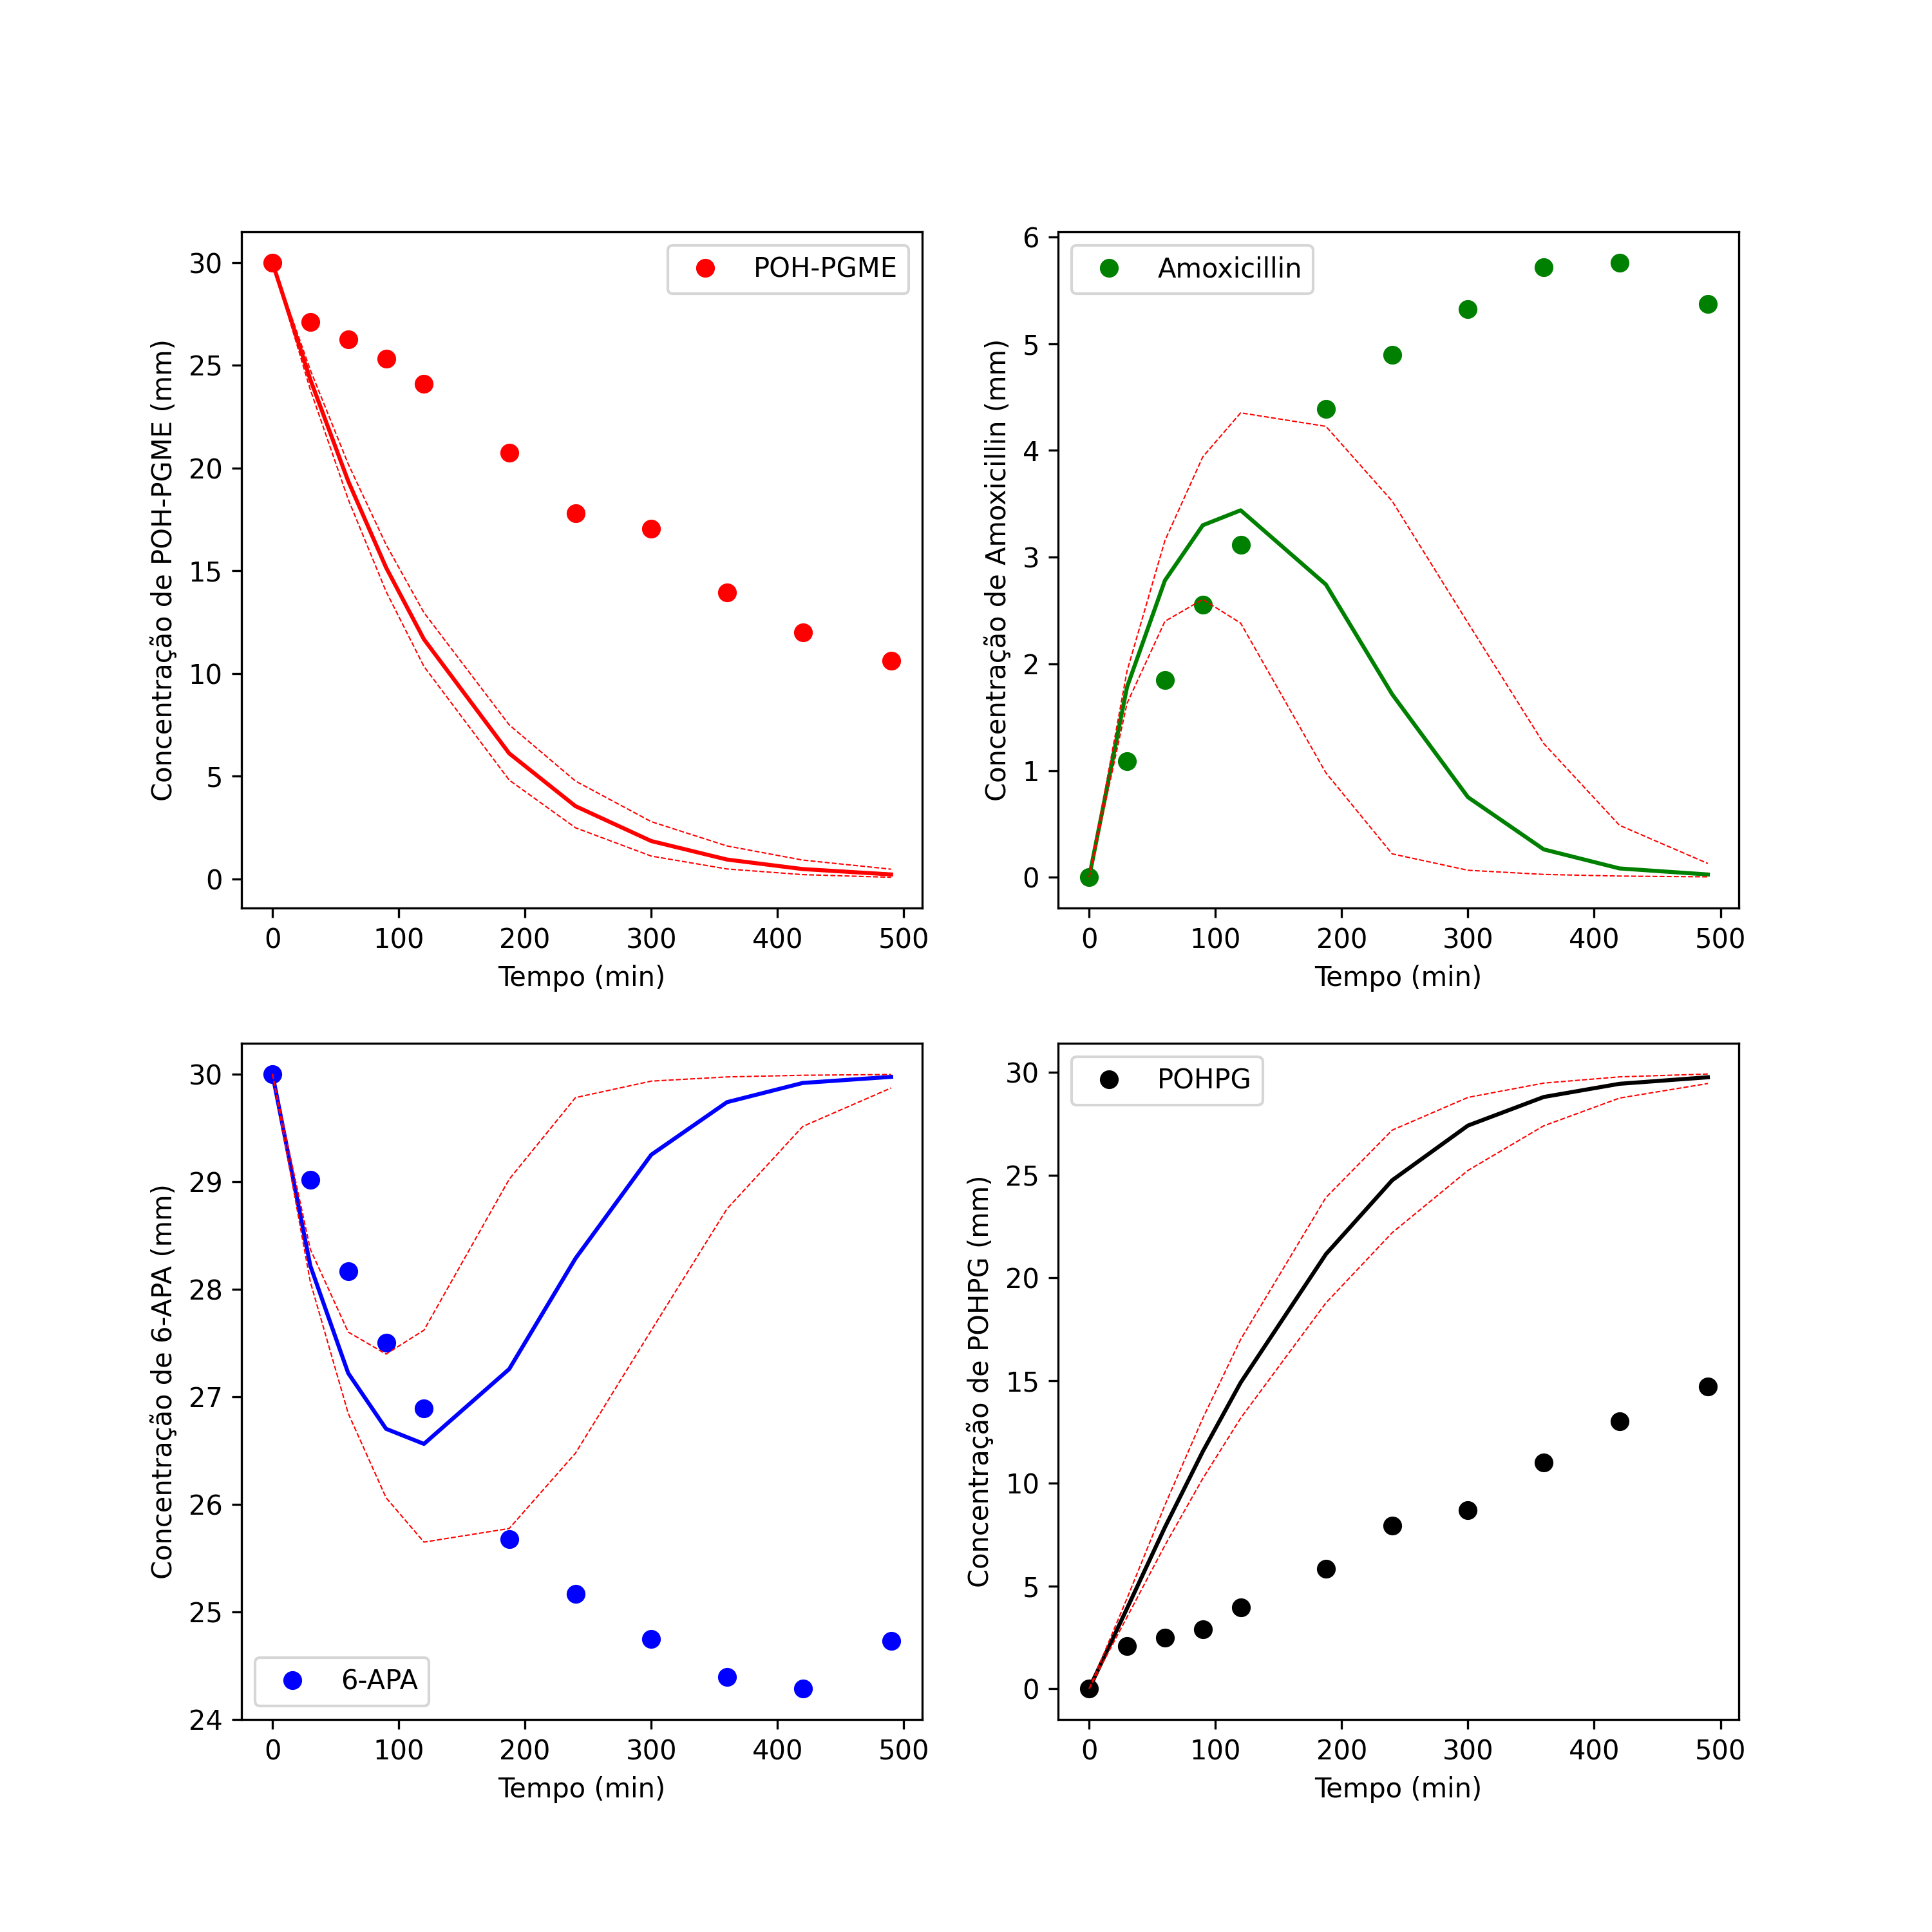 POH-PGME
30
25
20
15
10
5
0
Concentração de POH-PGME (mm)
0 100 200 300 400 500
Tempo (min)
Amoxicillin
6
5
4
3
2
1
0
Concentração de Amoxicillin (mm)
0 100 200 300 400 500
Tempo (min)
30
29
28
27
26
25
24
Concentração de 6-APA (mm)
6-APA
0 100 200 300 400 500
Tempo (min)
POHPG
30
25
20
15
10
5
0
Concentração de POHPG (mm)
0 100 200 300 400 500
Tempo (min)